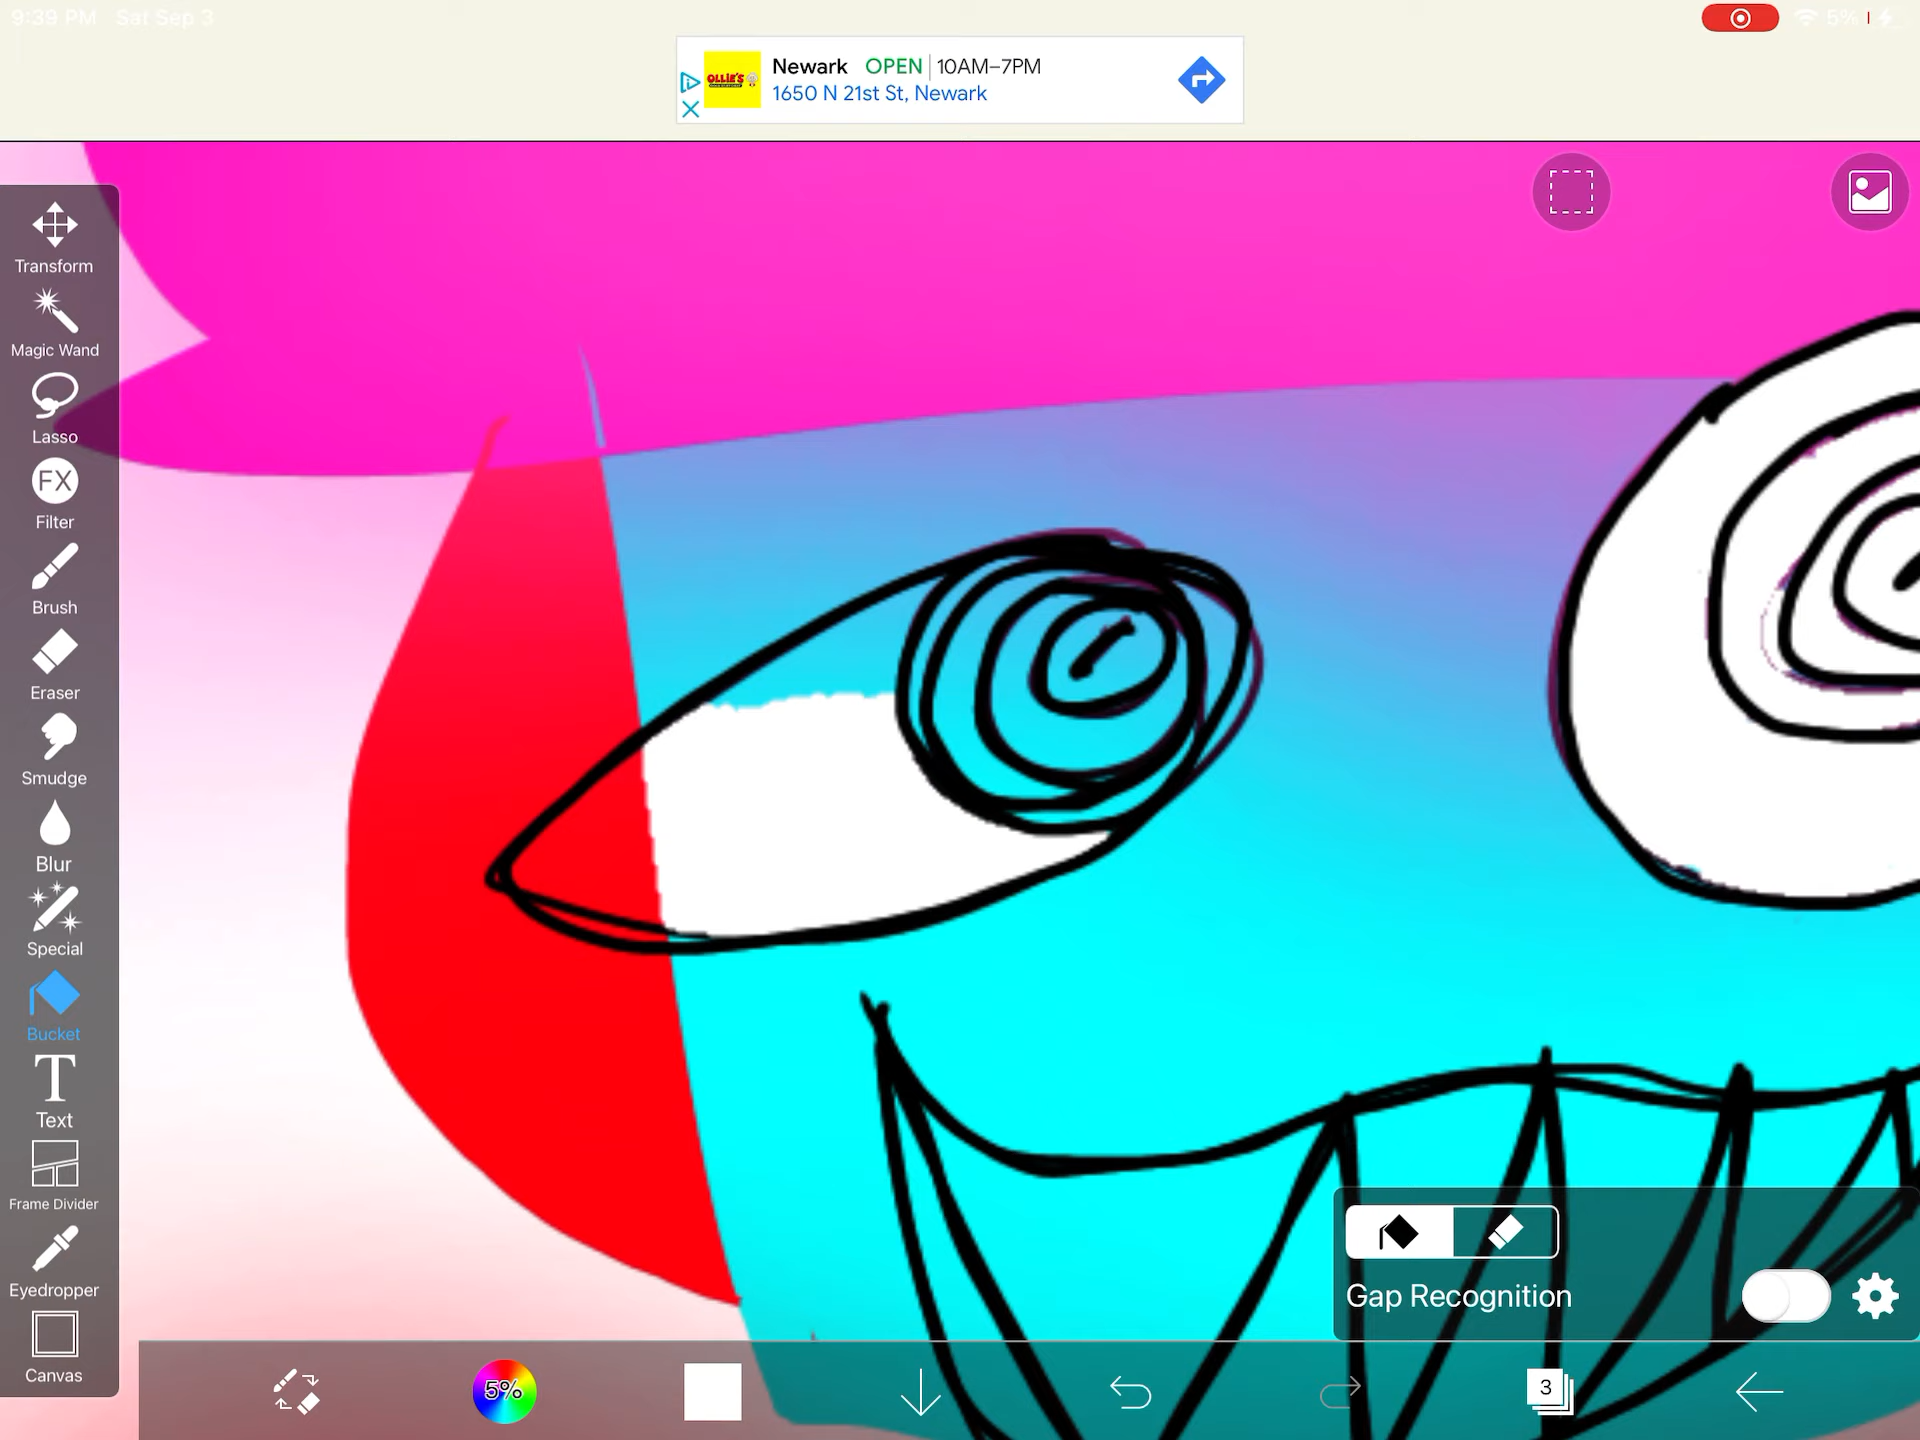 9:39 PM Sat Sep 3
5%
OLLIE'S
Newark OPEN 10AM–7PM
1650 N 21st St, Newark
Transform
Magic Wand
Lasso
FX
Filter
Brush
Eraser
Smudge
Blur
Special
Bucket
Text
Frame Divider
Eyedropper
Canvas
Gap Recognition
5%
3